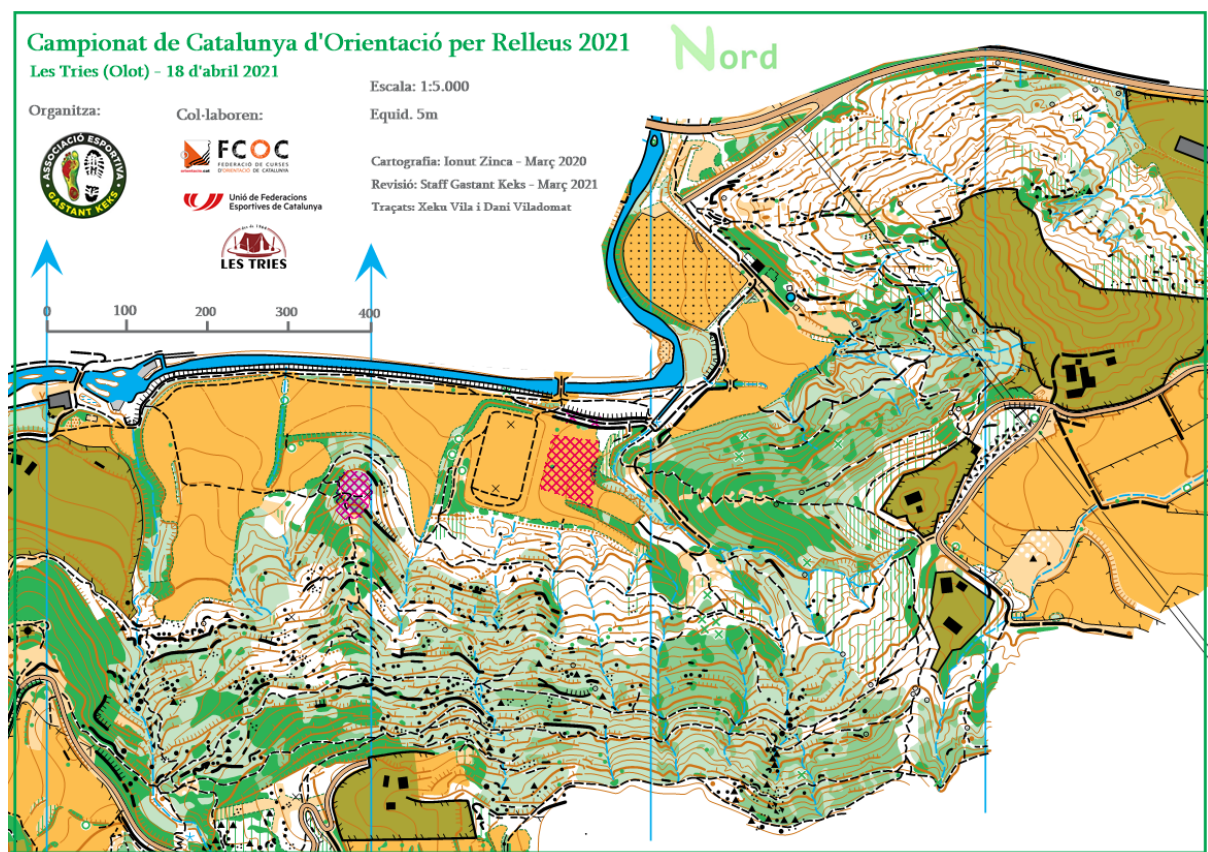 Campionat de Catalunya d'Orientació per Relleus 2021
Nord
Les Tries (Olot) - 18 d'abril 2021
Escala: 1:5.000
Organitza:
Col·laboren:
Equid. 5m
ASSOCIACIÓ ESPORTIVA
GASTANT KEKS
FCOC
FEDERACIÓ DE CURSES
D'ORIENTACIÓ DE CATALUNYA
orientacio.cat
Cartografia: Ionut Zinca - Març 2020
Revisió: Staff Gastant Keks - Març 2021
Traçats: Xeku Vila i Dani Viladomat
Unió de Federacions
Esportives de Catalunya
LES TRIES
0 100 200 300 400